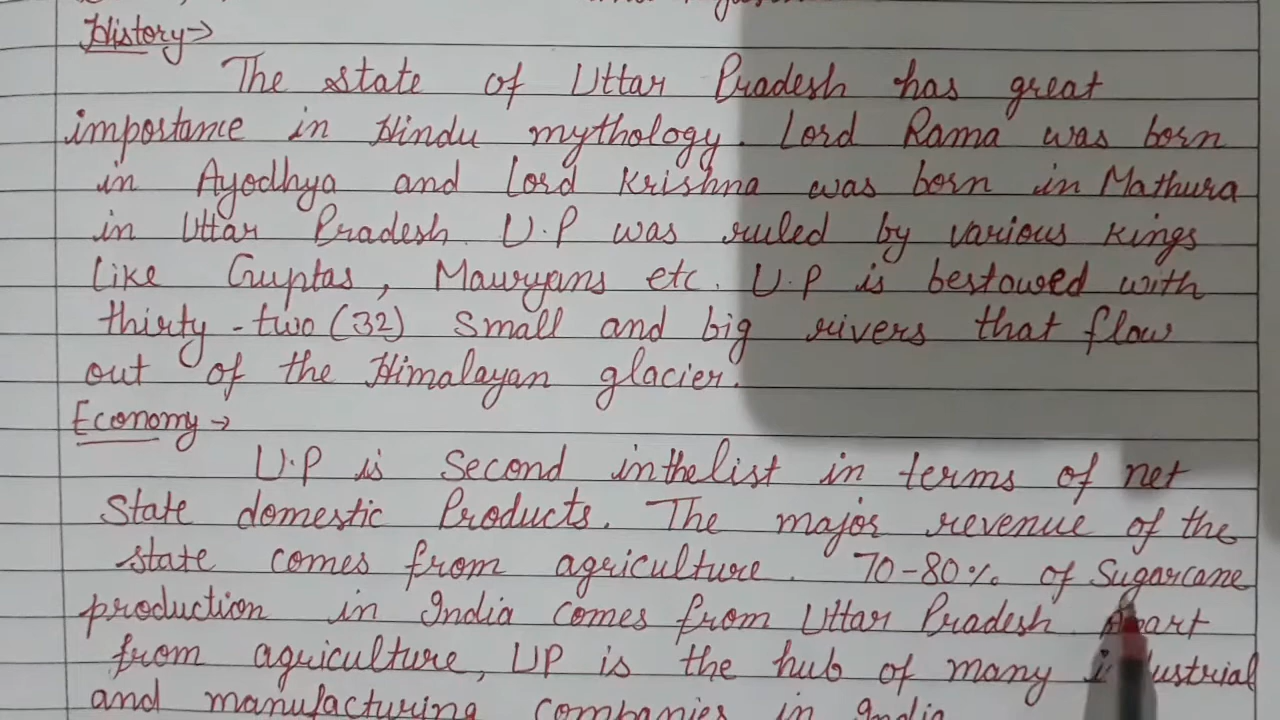 History→
The state of Uttar Pradesh has great
importance in Hindu mythology. Lord Rama was born
in Ayodhya and Lord Krishna was born in Mathura
in Uttar Pradesh. U.P was ruled by various kings
like Guptas, Mauryans etc. U.P is bestowed with
thirty-two (32) small and big rivers that flow
out of the Himalayan glacier.
Economy→
U.P is second in the list in terms of net
State domestic Products. The major revenue of the
state comes from agriculture. 70-80% of Sugarcane
production in India comes from Uttar Pradesh. Apart
from agriculture, UP is the hub of many industrial
and manufacturing companies in India